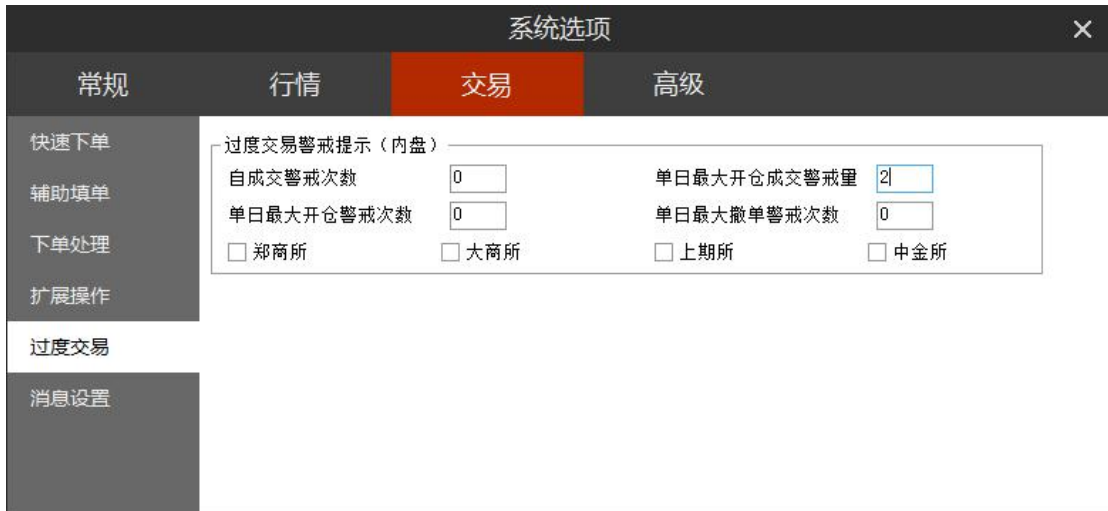 系统选项
常规 行情 交易 高级
快速下单
辅助填单
下单处理
扩展操作
过度交易
消息设置
过度交易警戒提示（内盘）
自成交警戒次数 0 单日最大开仓成交警戒量 2
单日最大开仓警戒次数 0 单日最大撤单警戒次数 0
郑商所 大商所 上期所 中金所